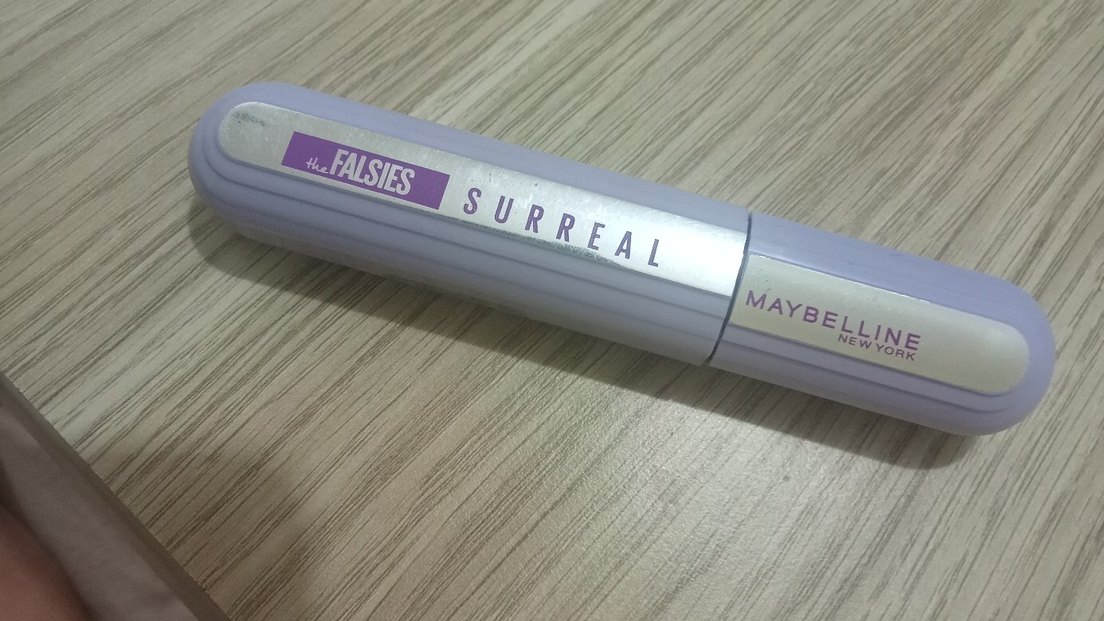 the FALSIES SURREAL
MAYBELLINE
NEW YORK